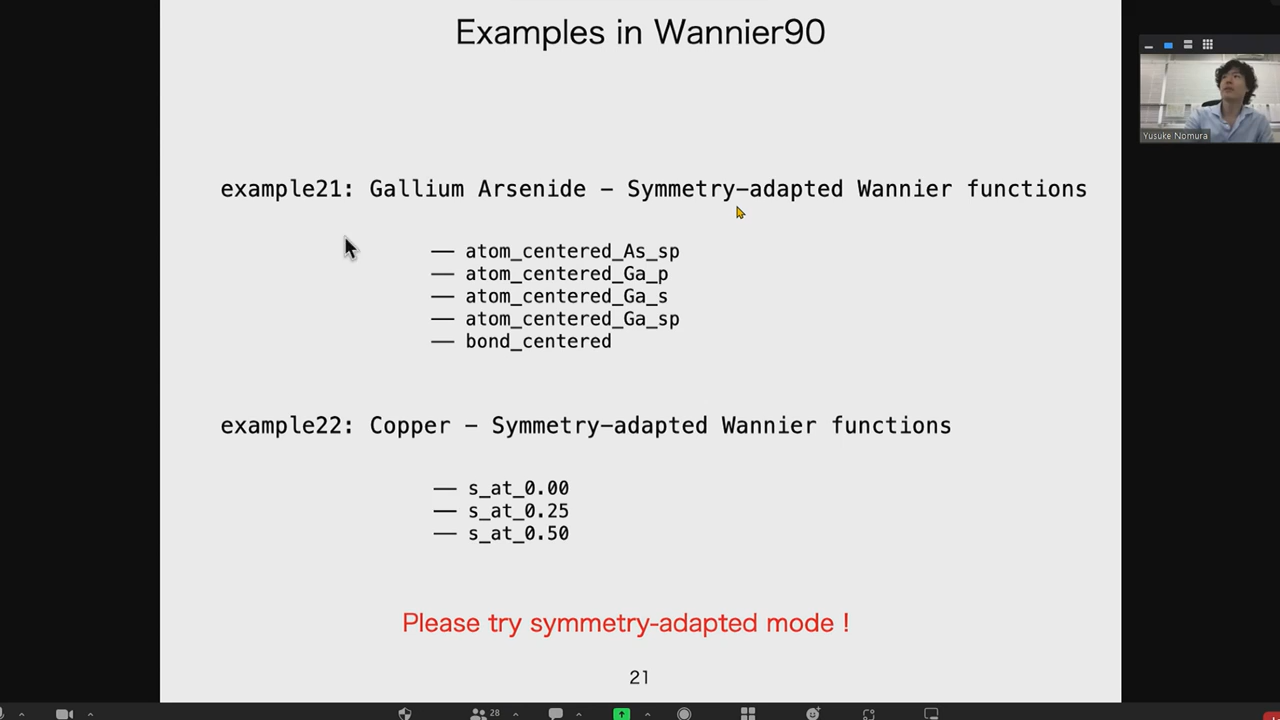 Examples in Wannier90
Yusuke Nomura
example21: Gallium Arsenide – Symmetry-adapted Wannier functions
— atom_centered_As_sp
— atom_centered_Ga_p
— atom_centered_Ga_s
— atom_centered_Ga_sp
— bond_centered
example22: Copper – Symmetry-adapted Wannier functions
— s_at_0.00
— s_at_0.25
— s_at_0.50
Please try symmetry-adapted mode !
21
28